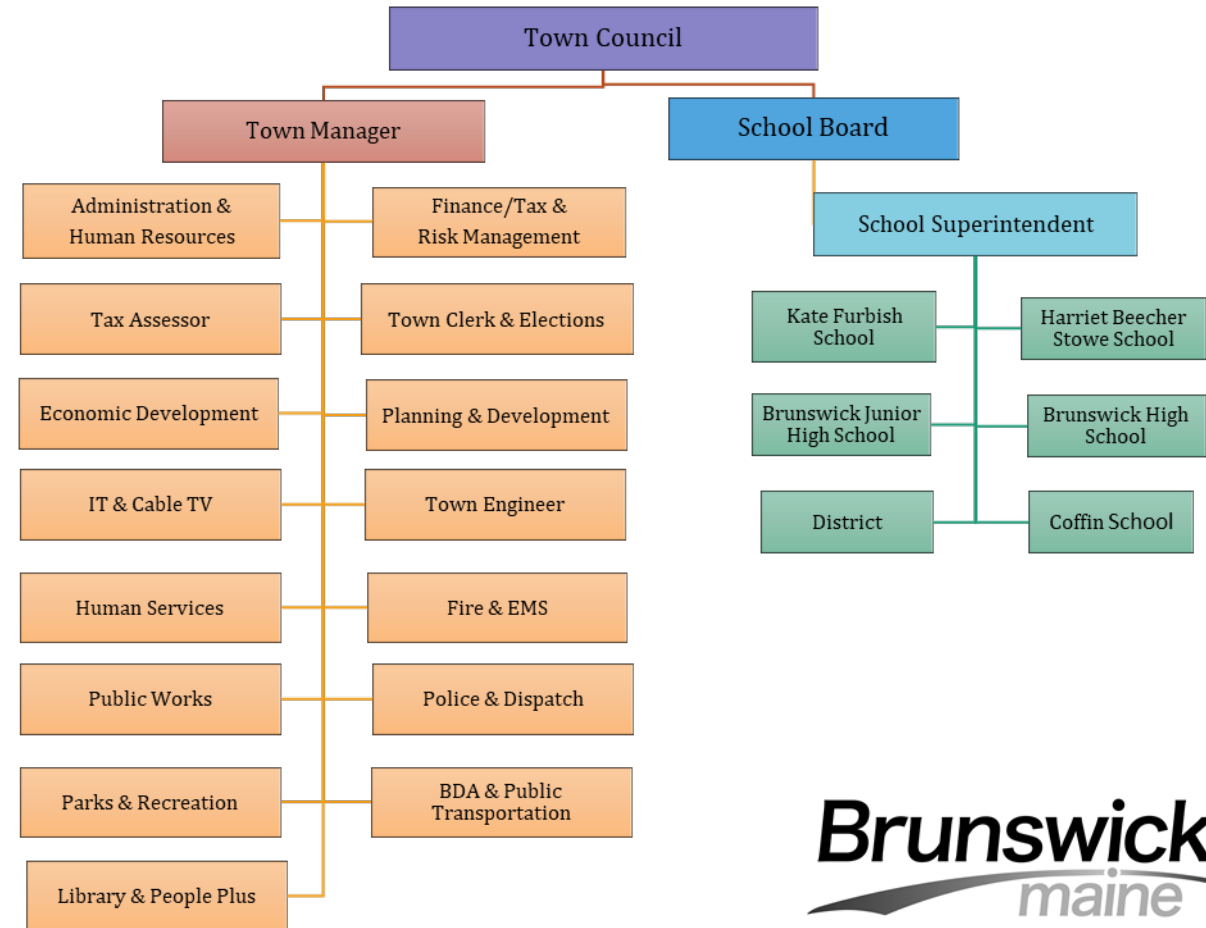 Town Council
Town Manager
School Board
Administration &
Human Resources
Finance/Tax &
Risk Management
School Superintendent
Tax Assessor
Town Clerk & Elections
Kate Furbish
School
Harriet Beecher
Stowe School
Economic Development
Planning & Development
Brunswick Junior
High School
Brunswick High
School
IT & Cable TV
Town Engineer
District
Coffin School
Human Services
Fire & EMS
Public Works
Police & Dispatch
Parks & Recreation
BDA & Public
Transportation
Library & People Plus
Brunswick
maine